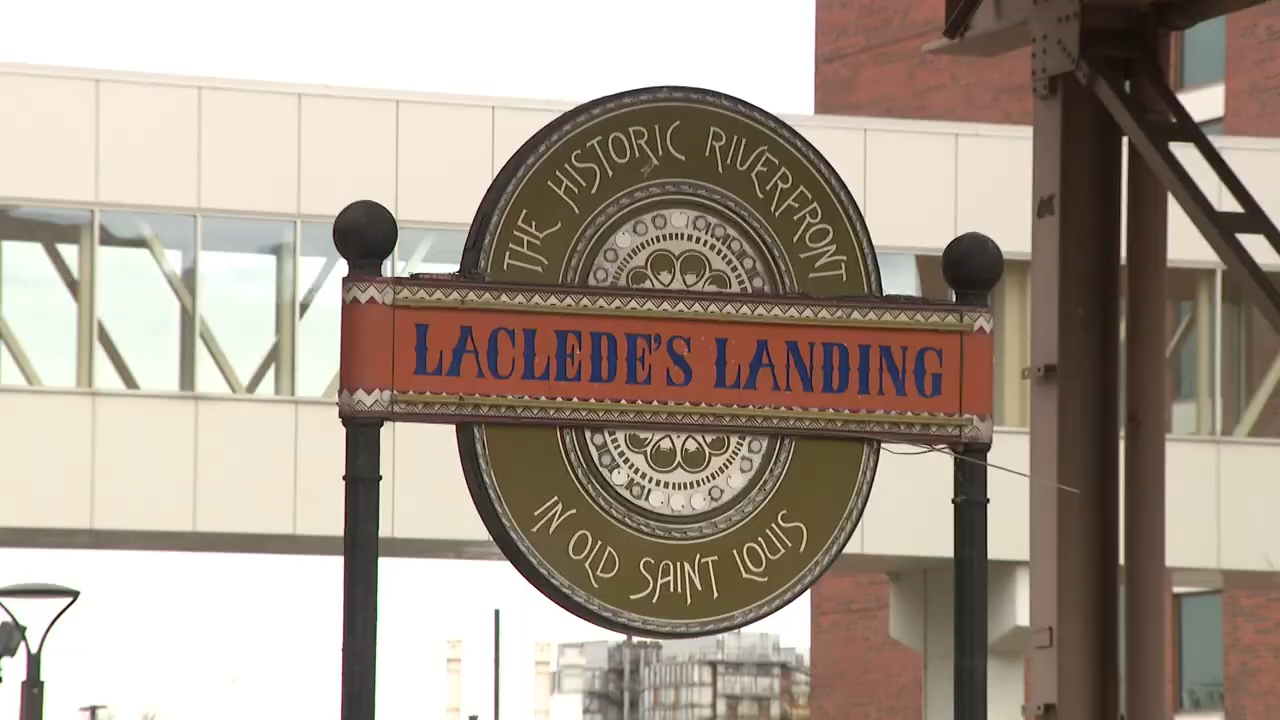 THE HISTORIC RIVERFRONT
LACLEDE'S LANDING
IN OLD SAINT LOUIS